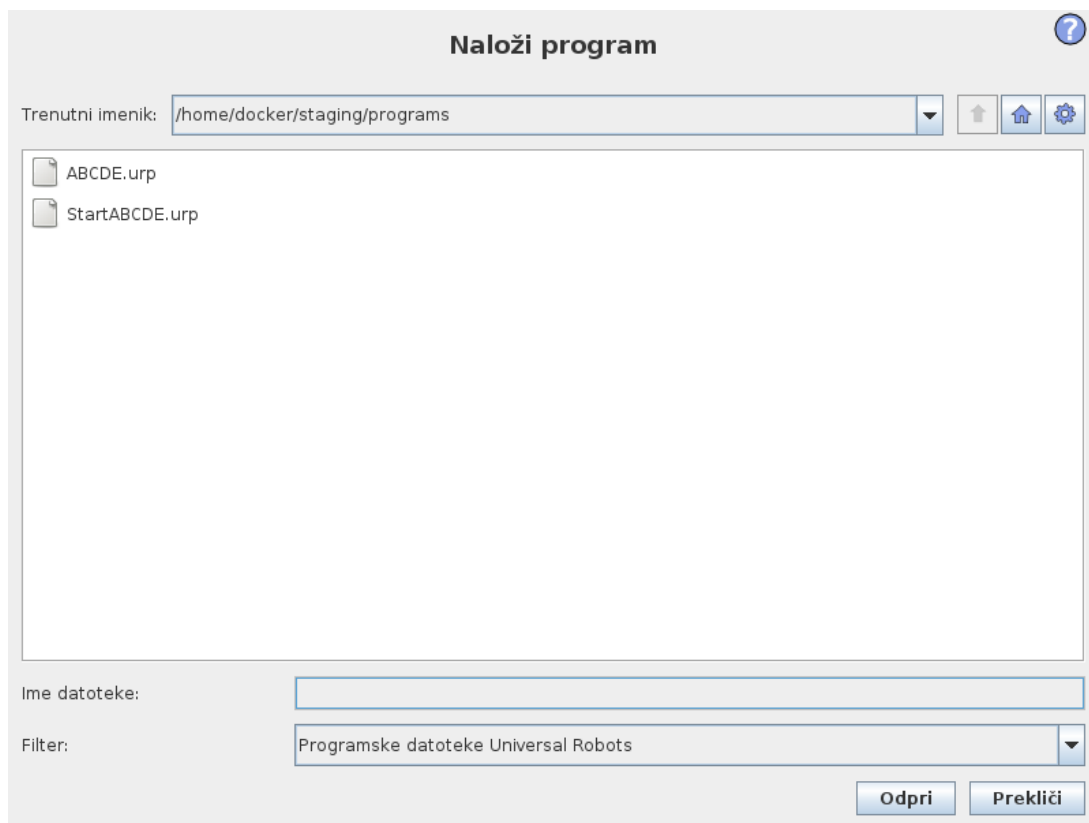 Naloži program
?
Trenutni imenik: /home/docker/staging/programs
ABCDE.urp
StartABCDE.urp
Ime datoteke:
Filter: Programske datoteke Universal Robots
Odpri Prekliči